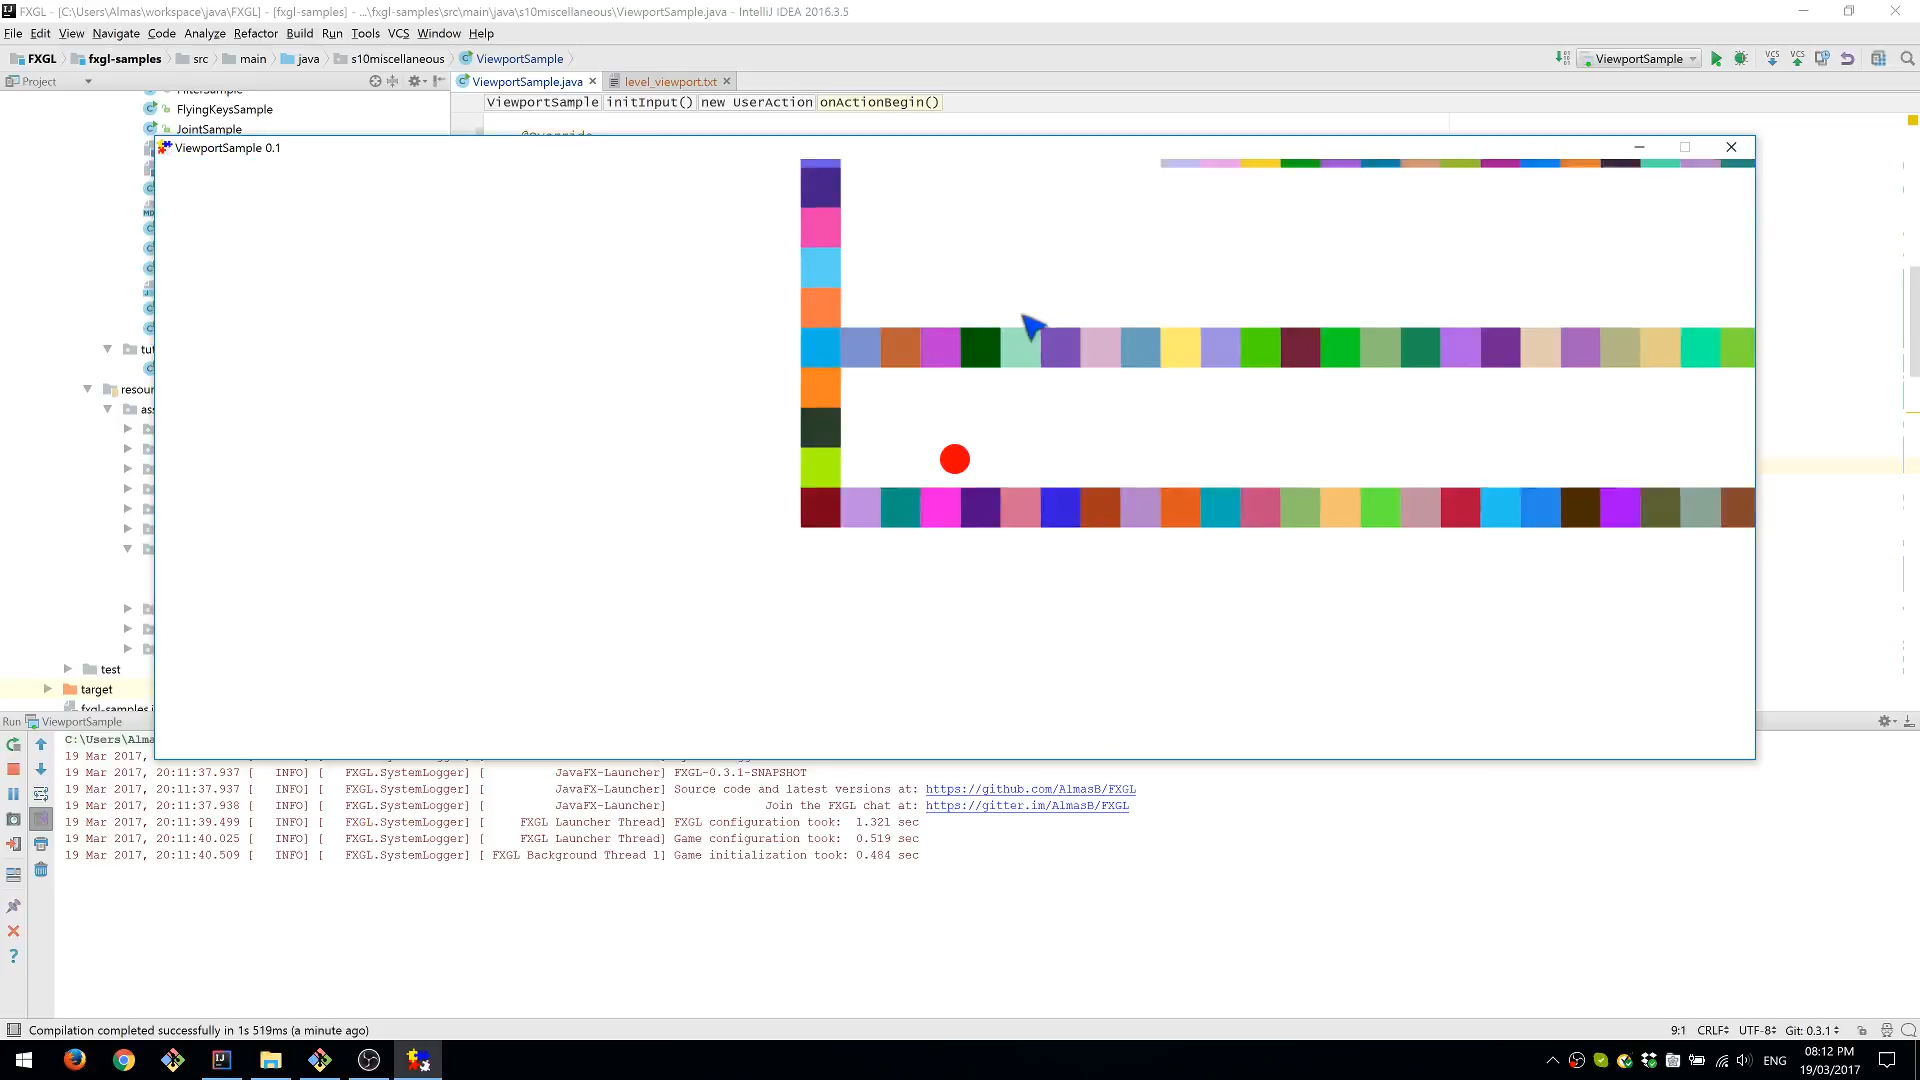 FXGL - [C:\Users\Almas\workspace\java\FXGL] - [fxgl-samples] - ...\fxgl-samples\src\main\java\s10miscellaneous\ViewportSample.java - IntelliJ IDEA 2016.3.5
File Edit View Navigate Code Analyze Refactor Build Run Tools VCS Window Help
FXGL fxgl-samples src main java s10miscellaneous ViewportSample
ViewportSample
Project
ViewportSample.java level_viewport.txt
ViewportSample initInput() new UserAction onActionBegin()
FlyingKeysSample
JointSample
@Override
ViewportSample 0.1
tut
resour
ass
test
target
fxgl-samples.i
Run ViewportSample
C:\Users\Alma
19 Mar 2017,
19 Mar 2017, 20:11:37.937 [ INFO] [ FXGL.SystemLogger] [ JavaFX-Launcher] FXGL-0.3.1-SNAPSHOT
19 Mar 2017, 20:11:37.937 [ INFO] [ FXGL.SystemLogger] [ JavaFX-Launcher] Source code and latest versions at: https://github.com/AlmasB/FXGL
19 Mar 2017, 20:11:37.938 [ INFO] [ FXGL.SystemLogger] [ JavaFX-Launcher] Join the FXGL chat at: https://gitter.im/AlmasB/FXGL
19 Mar 2017, 20:11:39.499 [ INFO] [ FXGL.SystemLogger] [ FXGL Launcher Thread] FXGL configuration took: 1.321 sec
19 Mar 2017, 20:11:40.025 [ INFO] [ FXGL.SystemLogger] [ FXGL Launcher Thread] Game configuration took: 0.519 sec
19 Mar 2017, 20:11:40.509 [ INFO] [ FXGL.SystemLogger] [ FXGL Background Thread 1] Game initialization took: 0.484 sec
Compilation completed successfully in 1s 519ms (a minute ago)
9:1 CRLF UTF-8 Git: 0.3.1
ENG
08:12 PM
19/03/2017